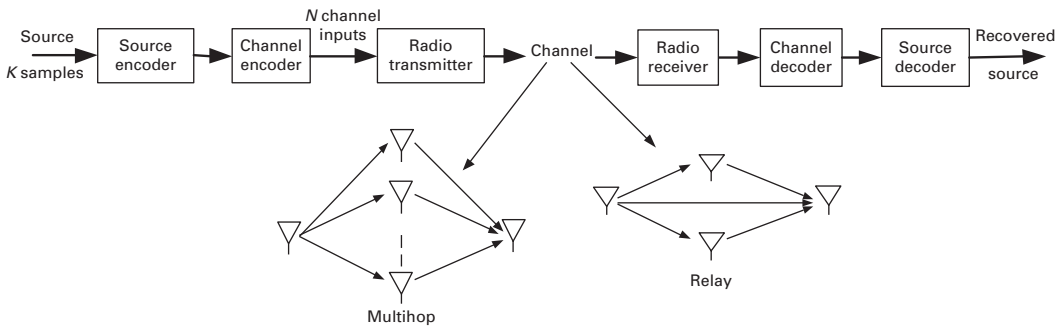 Source
K samples
Source
encoder
Channel
encoder
N channel
inputs
Radio
transmitter
Channel
Radio
receiver
Channel
decoder
Source
decoder
Recovered
source
Multihop
Relay